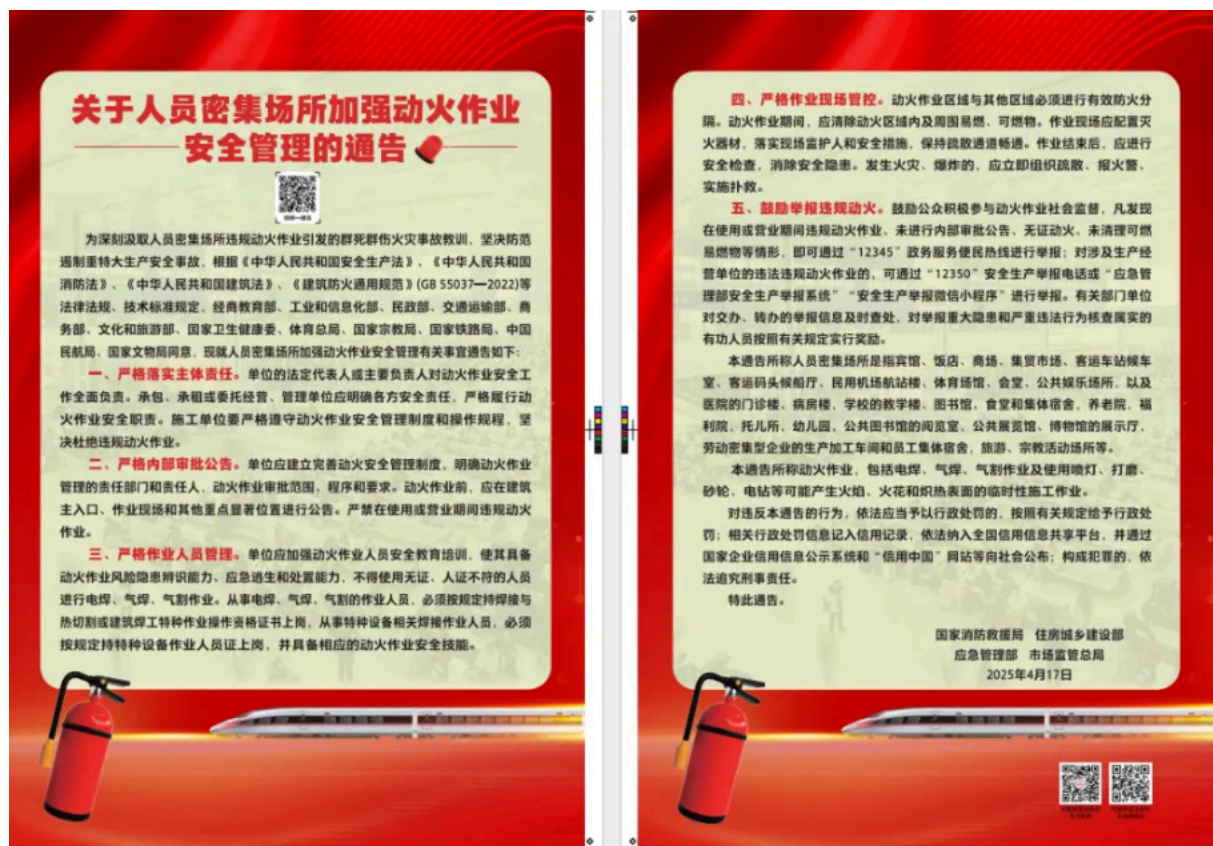 关于人员密集场所加强动火作业
安全管理的通告
为深刻汲取人员密集场所违规动火作业引发的群死群伤火灾事故教训，坚决防范
遏制重特大生产安全事故，根据《中华人民共和国安全生产法》、《中华人民共和国
消防法》、《中华人民共和国建筑法》、《建筑防火通用规范》(GB 55037—2022)等
法律法规、技术标准规定，经商教育部、工业和信息化部、民政部、交通运输部、商
务部、文化和旅游部、国家卫生健康委、体育总局、国家宗教局、国家铁路局、中国
民航局、国家文物局同意，现就人员密集场所加强动火作业安全管理有关事宜通告如下：
一、严格落实主体责任。单位的法定代表人或主要负责人对动火作业安全工
作全面负责。承包、承租或委托经营、管理单位应明确各方安全责任，严格履行动
火作业安全职责。施工单位要严格遵守动火作业安全管理制度和操作规程，坚
决杜绝违规动火作业。
二、严格内部审批公告。单位应建立完善动火安全管理制度，明确动火作业
管理的责任部门和责任人，动火作业审批范围、程序和要求。动火作业前，应在建筑
主入口、作业现场和其他重点显著位置进行公告。严禁在使用或营业期间违规动火
作业。
三、严格作业人员管理。单位应加强动火作业人员安全教育培训，使其具备
动火作业风险隐患辨识能力、应急逃生和处置能力，不得使用无证、人证不符的人员
进行电焊、气焊、气割作业。从事电焊、气焊、气割的作业人员，必须按规定持焊接与
热切割或建筑焊工特种作业操作资格证书上岗，从事特种设备相关焊接作业人员，必须
按规定持特种设备作业人员证上岗，并具备相应的动火作业安全技能。
四、严格作业现场管控。动火作业区域与其他区域必须进行有效防火分
隔。动火作业期间，应清除动火区域内及周围易燃、可燃物。作业现场应配置灭
火器材，落实现场监护人和安全措施，保持疏散通道畅通。作业结束后，应进行
安全检查，消除安全隐患。发生火灾、爆炸的，应立即组织疏散、报火警、
实施扑救。
五、鼓励举报违规动火。鼓励公众积极参与动火作业社会监督，凡发现
在使用或营业期间违规动火作业、未进行内部审批公告、无证动火、未清理可燃
易燃物等情形，即可通过“12345”政务服务便民热线进行举报；对涉及生产经
营单位的违法违规动火作业的，可通过“12350”安全生产举报电话或“应急管
理部安全生产举报系统”“安全生产举报微信小程序”进行举报。有关部门单位
对交办、转办的举报信息及时查处，对举报重大隐患和严重违法行为核查属实的
有功人员按照有关规定实行奖励。
本通告所称人员密集场所是指宾馆、饭店、商场、集贸市场、客运车站候车
室、客运码头候船厅、民用机场航站楼、体育场馆、会堂、公共娱乐场所，以及
医院的门诊楼、病房楼，学校的教学楼、图书馆、食堂和集体宿舍，养老院，福
利院，托儿所，幼儿园，公共图书馆的阅览室，公共展览馆、博物馆的展示厅，
劳动密集型企业的生产加工车间和员工集体宿舍，旅游、宗教活动场所等。
本通告所称动火作业，包括电焊、气焊、气割作业及使用喷灯、打磨、
砂轮、电钻等可能产生火焰、火花和炽热表面的临时性施工作业。
对违反本通告的行为，依法应当予以行政处罚的，按照有关规定给予行政处
罚；相关行政处罚信息记入信用记录，依法纳入全国信用信息共享平台，并通过
国家企业信用信息公示系统和“信用中国”网站等向社会公布；构成犯罪的，依
法追究刑事责任。
特此通告。
国家消防救援局 住房城乡建设部
应急管理部 市场监管总局
2025年4月17日